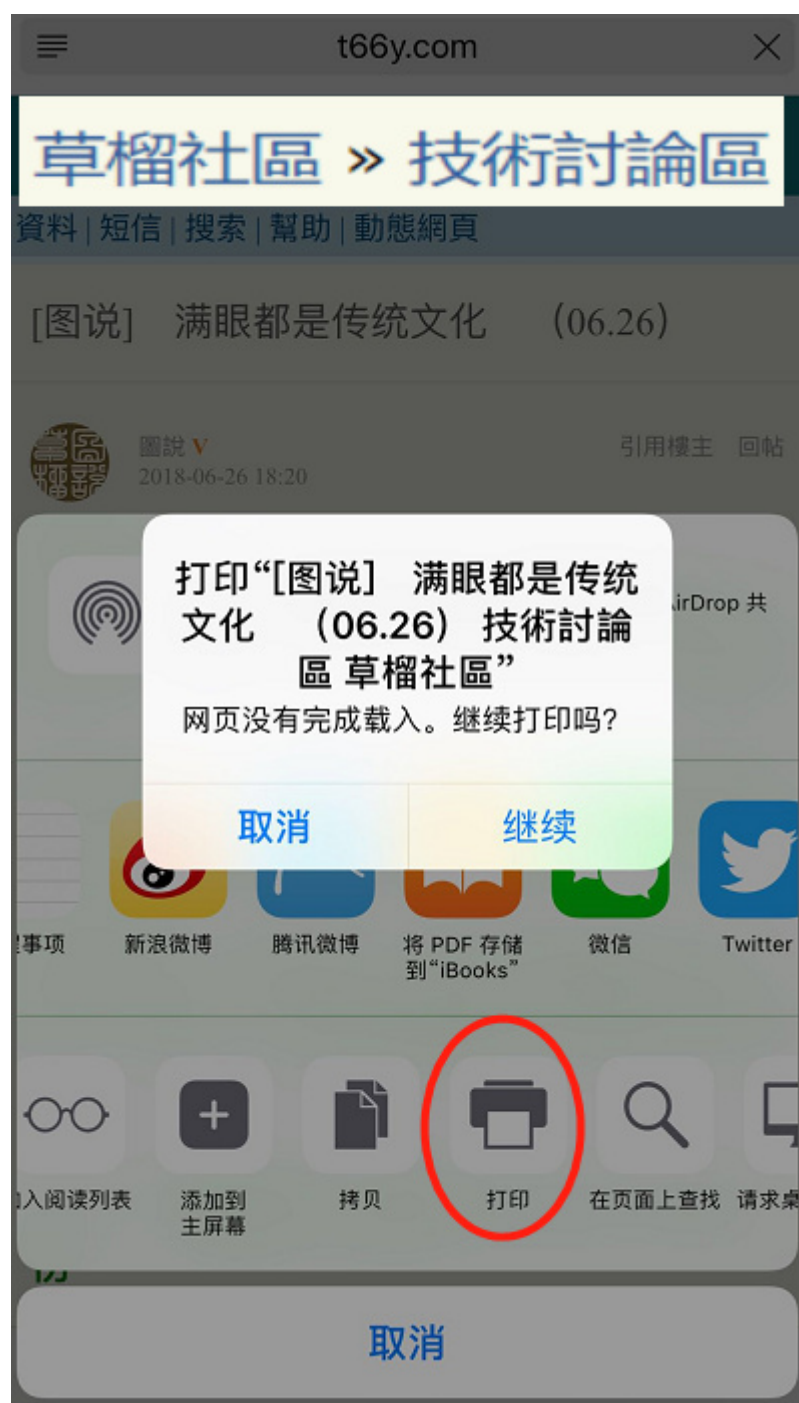 t66y.com
草榴社區 » 技術討論區
資料 | 短信 | 搜索 | 幫助 | 動態網頁
[图说] 满眼都是传统文化 （06.26）
圖說 V
引用樓主 回帖
2018-06-26 18:20
打印“[图说] 满眼都是传统
文化 （06.26） 技術討論
區 草榴社區”
网页没有完成载入。继续打印吗？
irDrop 共
取消 继续
事项 新浪微博 腾讯微博 将 PDF 存储
到“iBooks” 微信 Twitter
入阅读列表 添加到
主屏幕 拷贝 打印 在页面上查找 请求桌
取消